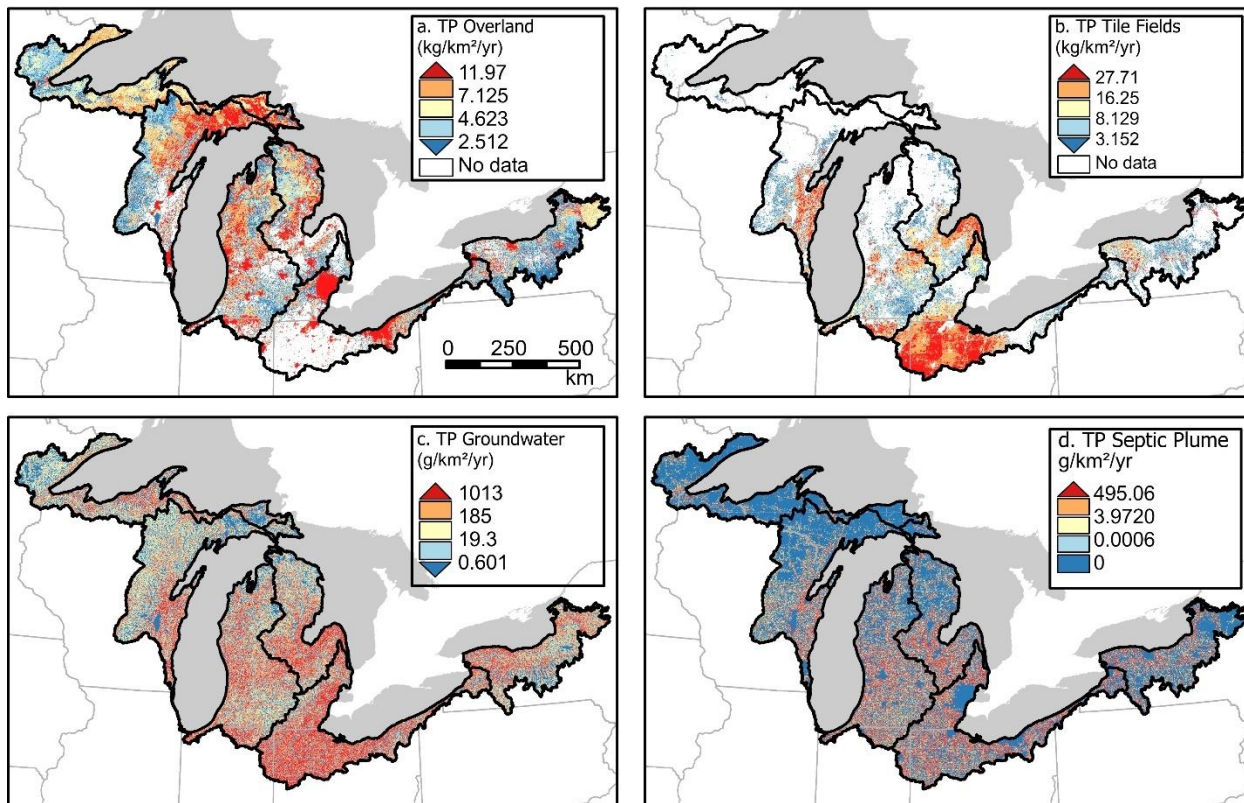 a. TP Overland
(kg/km²/yr)
11.97
7.125
4.623
2.512
No data
0 250 500
km
b. TP Tile Fields
(kg/km²/yr)
27.71
16.25
8.129
3.152
No data
c. TP Groundwater
(g/km²/yr)
1013
185
19.3
0.601
d. TP Septic Plume
g/km²/yr)
495.06
3.9720
0.0006
0